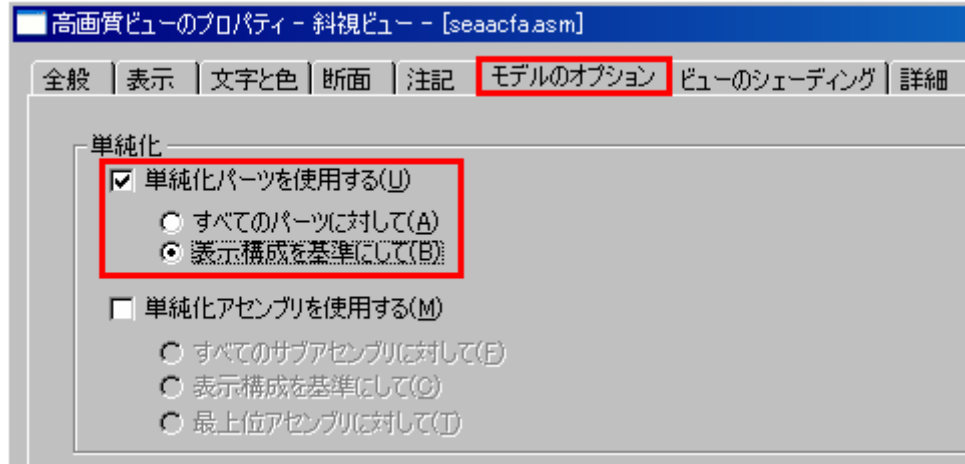 高画質ビューのプロパティ - 斜視ビュー - [seaacfa.asm]
全般 表示 文字と色 断面 注記 モデルのオプション ビューのシェーディング 詳細
単純化
単純化パーツを使用する(U)
すべてのパーツに対して(A)
表示構成を基準にして(B)
単純化アセンブリを使用する(M)
すべてのサブアセンブリに対して(F)
表示構成を基準にして(C)
最上位アセンブリに対して(T)